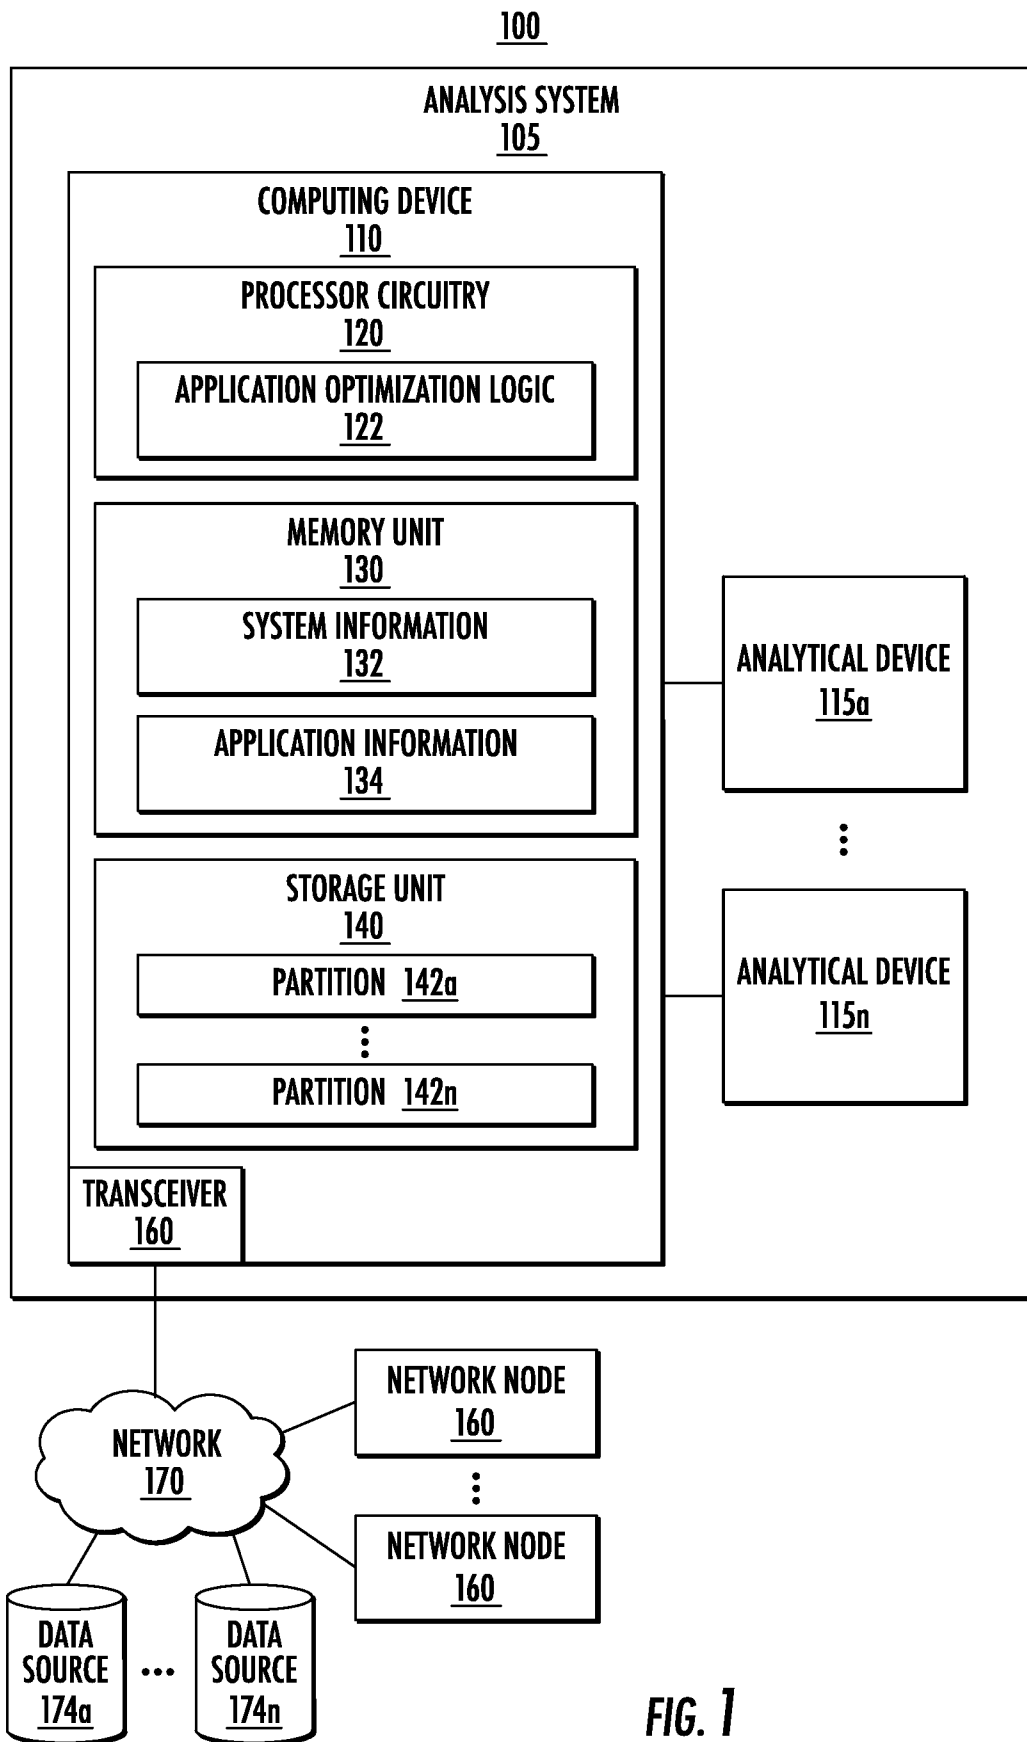 100
ANALYSIS SYSTEM
105
COMPUTING DEVICE
110
PROCESSOR CIRCUITRY
120
APPLICATION OPTIMIZATION LOGIC
122
MEMORY UNIT
130
SYSTEM INFORMATION
132
APPLICATION INFORMATION
134
STORAGE UNIT
140
PARTITION 142a
PARTITION 142n
TRANSCEIVER
160
ANALYTICAL DEVICE
115a
ANALYTICAL DEVICE
115n
NETWORK
170
NETWORK NODE
160
NETWORK NODE
160
DATA
SOURCE
174a
DATA
SOURCE
174n
FIG. 1